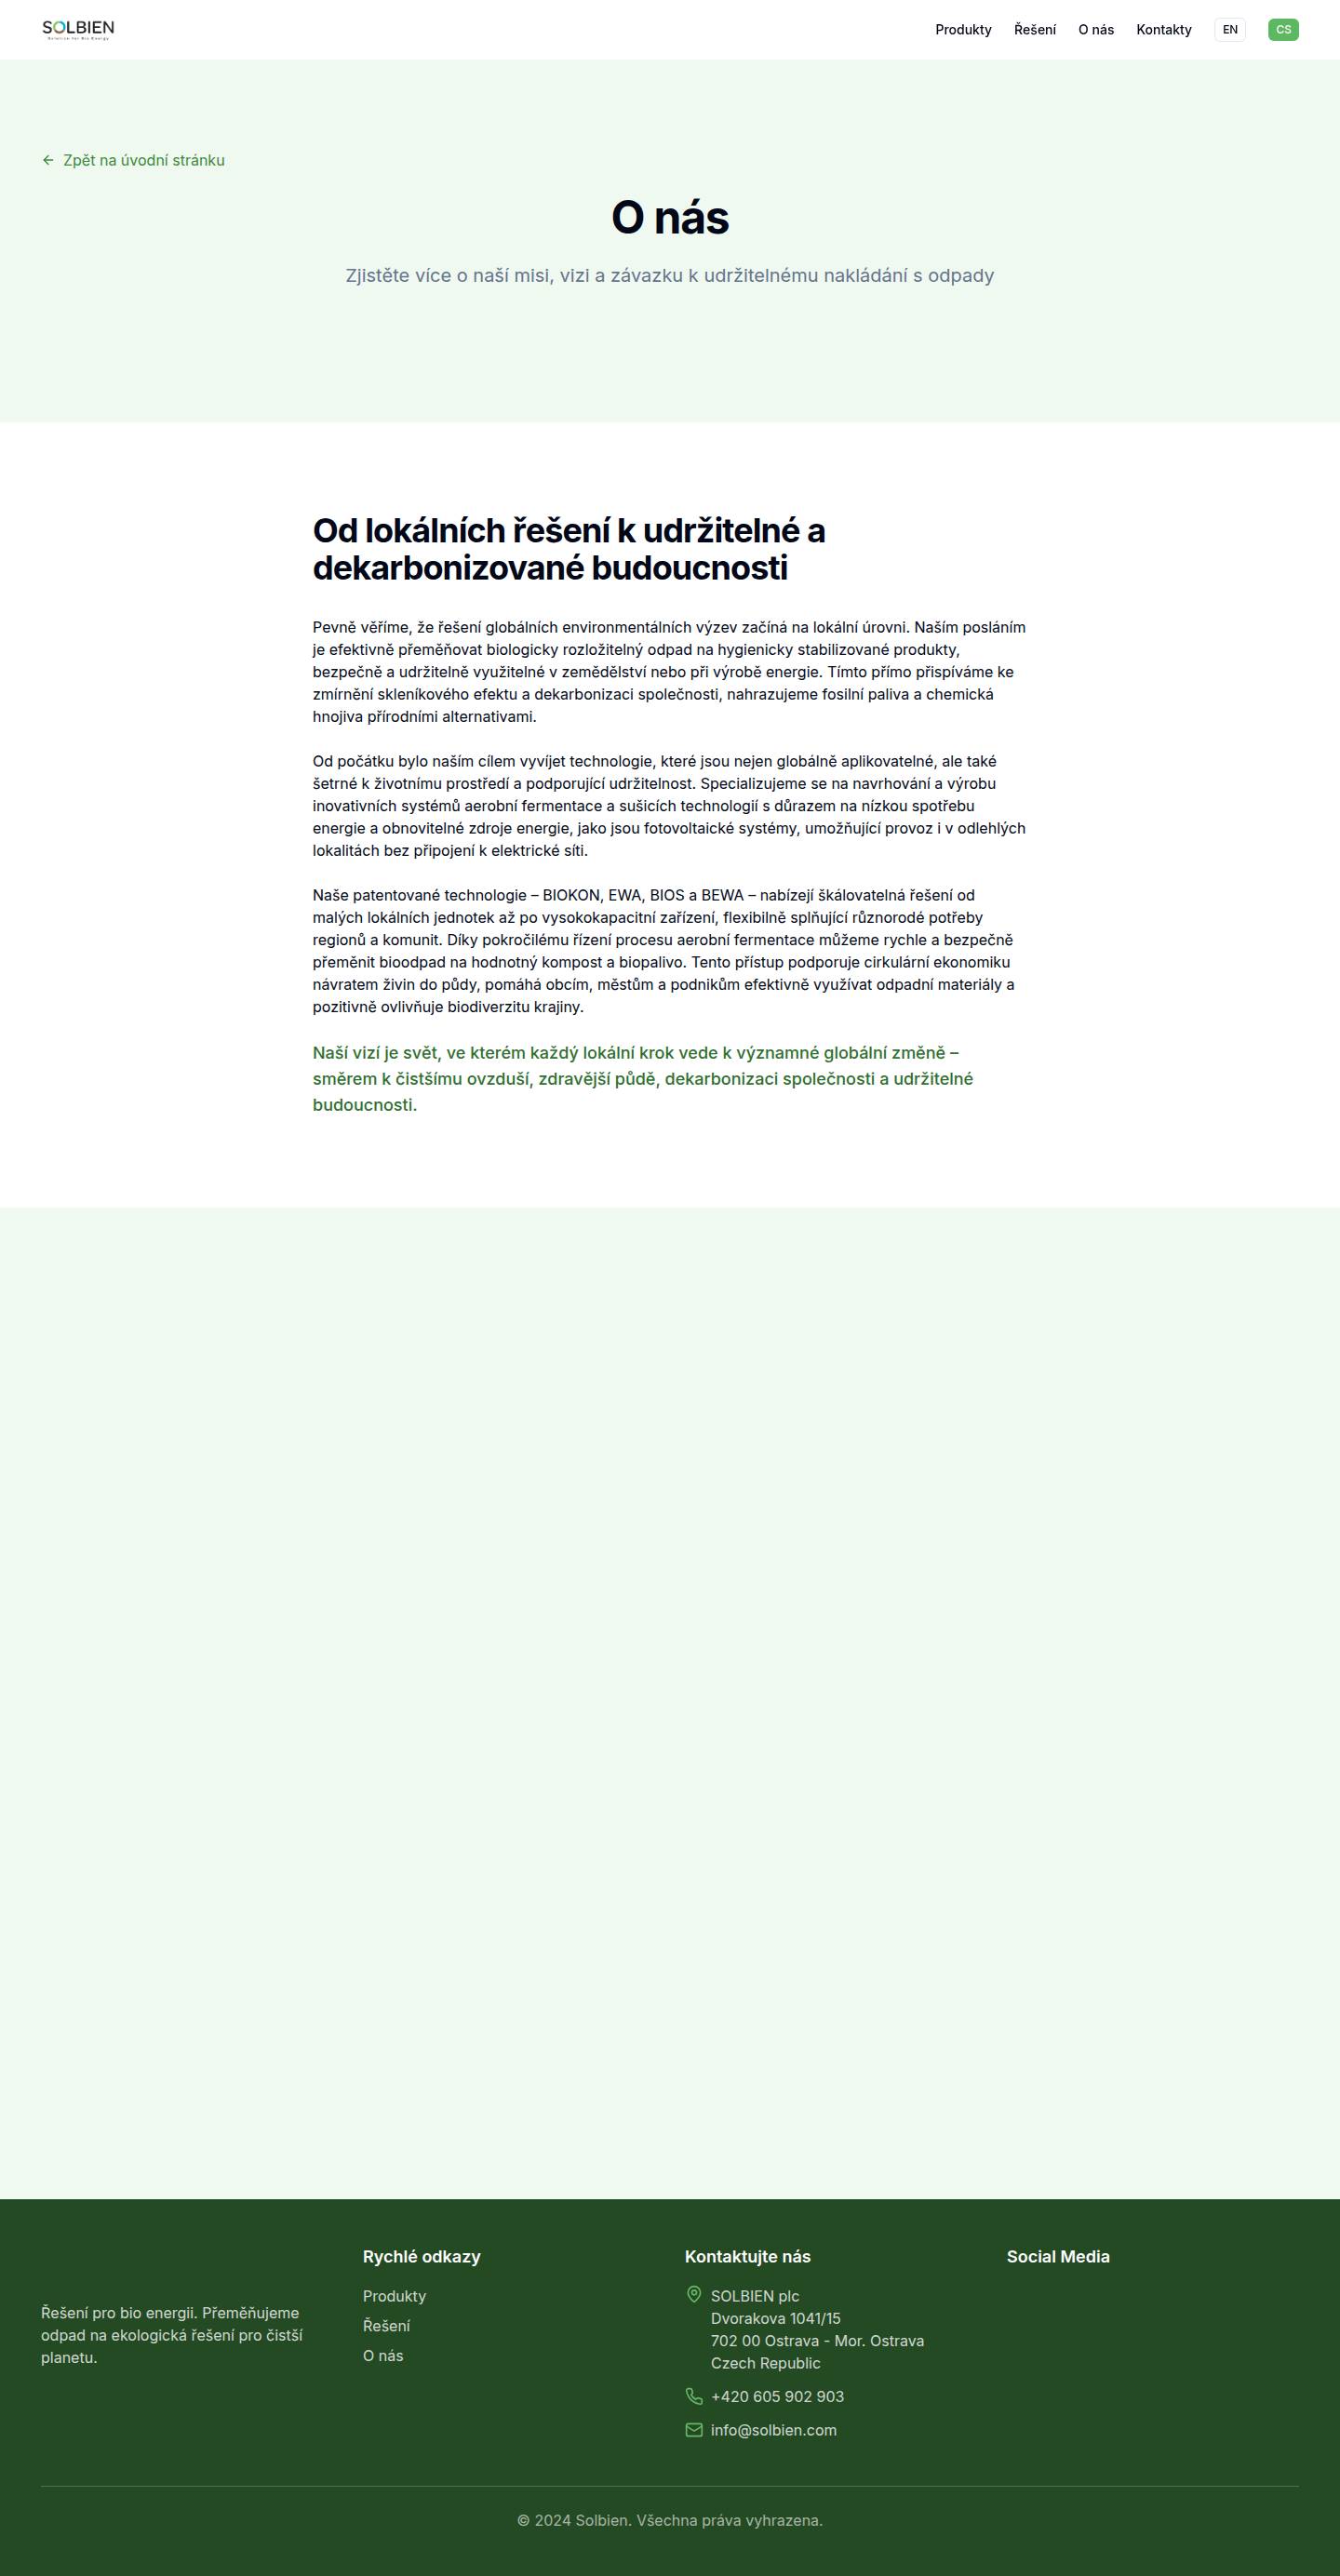 SOLBIEN
Solution for Bio Energy
Produkty
Řešení
O nás
Kontakty
EN
CS
Zpět na úvodní stránku
O nás
Zjistěte více o naší misi, vizi a závazku k udržitelnému nakládání s odpady
Od lokálních řešení k udržitelné a
dekarbonizované budoucnosti
Pevně věříme, že řešení globálních environmentálních výzev začíná na lokální úrovni. Naším posláním
je efektivně přeměňovat biologicky rozložitelný odpad na hygienicky stabilizované produkty,
bezpečně a udržitelně využitelné v zemědělství nebo při výrobě energie. Tímto přímo přispíváme ke
zmírnění skleníkového efektu a dekarbonizaci společnosti, nahrazujeme fosilní paliva a chemická
hnojiva přírodními alternativami.
Od počátku bylo naším cílem vyvíjet technologie, které jsou nejen globálně aplikovatelné, ale také
šetrné k životnímu prostředí a podporující udržitelnost. Specializujeme se na navrhování a výrobu
inovativních systémů aerobní fermentace a sušicích technologií s důrazem na nízkou spotřebu
energie a obnovitelné zdroje energie, jako jsou fotovoltaické systémy, umožňující provoz i v odlehlých
lokalitách bez připojení k elektrické síti.
Naše patentované technologie – BIOKON, EWA, BIOS a BEWA – nabízejí škálovatelná řešení od
malých lokálních jednotek až po vysokokapacitní zařízení, flexibilně splňující různorodé potřeby
regionů a komunit. Díky pokročilému řízení procesu aerobní fermentace můžeme rychle a bezpečně
přeměnit bioodpad na hodnotný kompost a biopalivo. Tento přístup podporuje cirkulární ekonomiku
návratem živin do půdy, pomáhá obcím, městům a podnikům efektivně využívat odpadní materiály a
pozitivně ovlivňuje biodiverzitu krajiny.
Naší vizí je svět, ve kterém každý lokální krok vede k významné globální změně –
směrem k čistšímu ovzduší, zdravější půdě, dekarbonizaci společnosti a udržitelné
budoucnosti.
Řešení pro bio energii. Přeměňujeme
odpad na ekologická řešení pro čistší
planetu.
Rychlé odkazy
Produkty
Řešení
O nás
Kontaktujte nás
SOLBIEN plc
Dvorakova 1041/15
702 00 Ostrava - Mor. Ostrava
Czech Republic
+420 605 902 903
info@solbien.com
Social Media
© 2024 Solbien. Všechna práva vyhrazena.